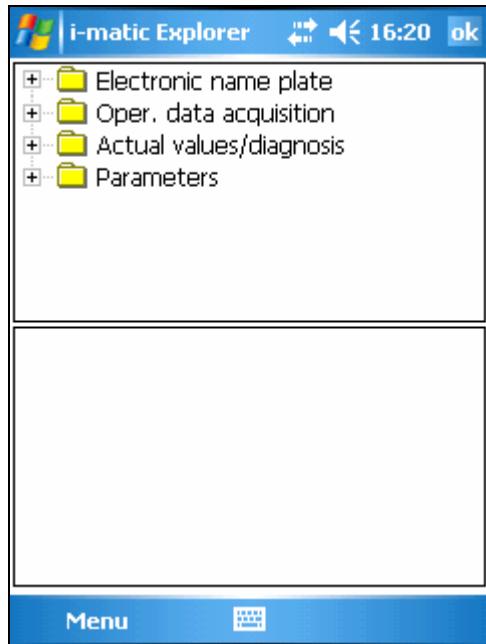 i-matic Explorer 16:20 ok
Electronic name plate
Oper. data acquisition
Actual values/diagnosis
Parameters
Menu